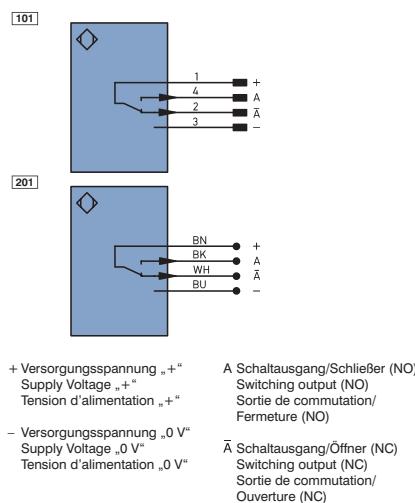 101
1 +
4 A
2 A̅
3 –
201
BN +
BK A
WH A̅
BU –
+ Versorgungsspannung „+“
Supply Voltage „+“
Tension d'alimentation „+“
– Versorgungsspannung „0 V“
Supply Voltage „0 V“
Tension d'alimentation „0 V“
A Schaltausgang/Schließer (NO)
Switching output (NO)
Sortie de commutation/
Fermeture (NO)
A̅ Schaltausgang/Öffner (NC)
Switching output (NC)
Sortie de commutation/
Ouverture (NC)